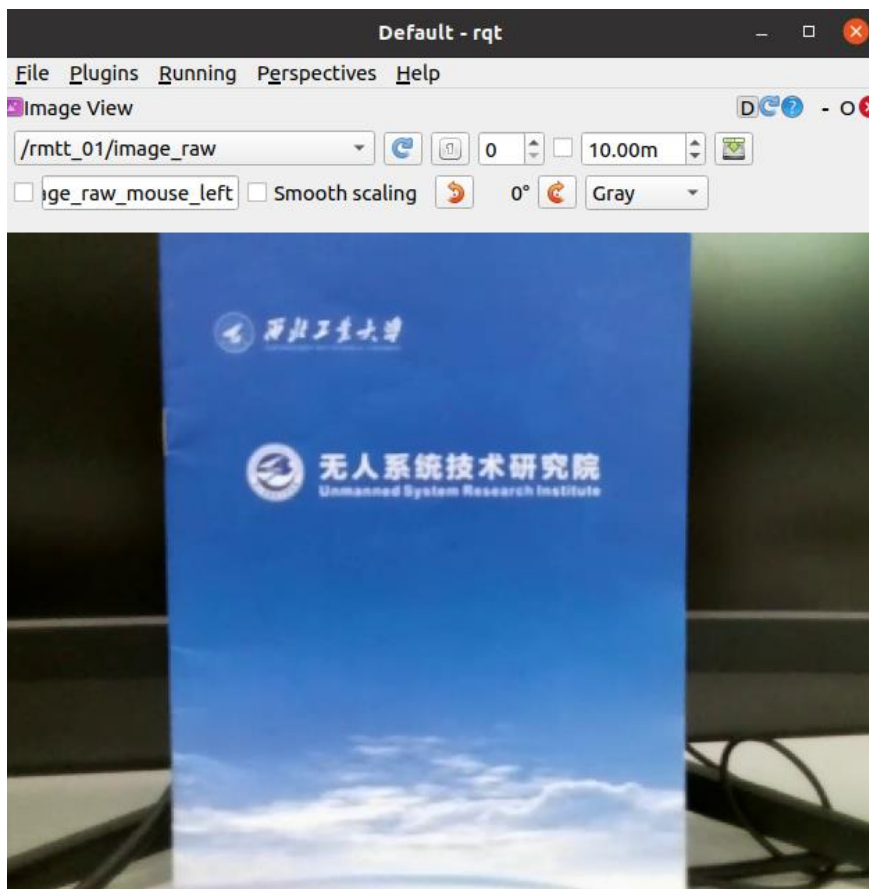 Default - rqt
File Plugins Running Perspectives Help
Image View D - O
/rmtt_01/image_raw 0 10.00m
age_raw_mouse_left Smooth scaling 0° Gray
西北工业大学
无人系统技术研究院
Unmanned System Research Institute